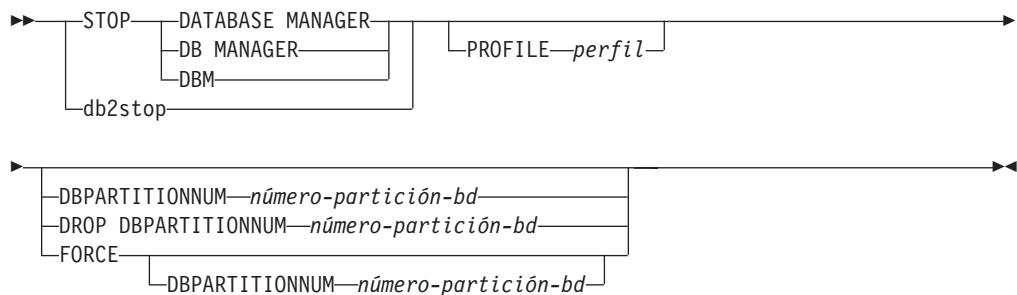 STOP DATABASE MANAGER
DB MANAGER PROFILE perfil
DBM
db2stop
DBPARTITIONNUM número-partición-bd
DROP DBPARTITIONNUM número-partición-bd
FORCE
DBPARTITIONNUM número-partición-bd